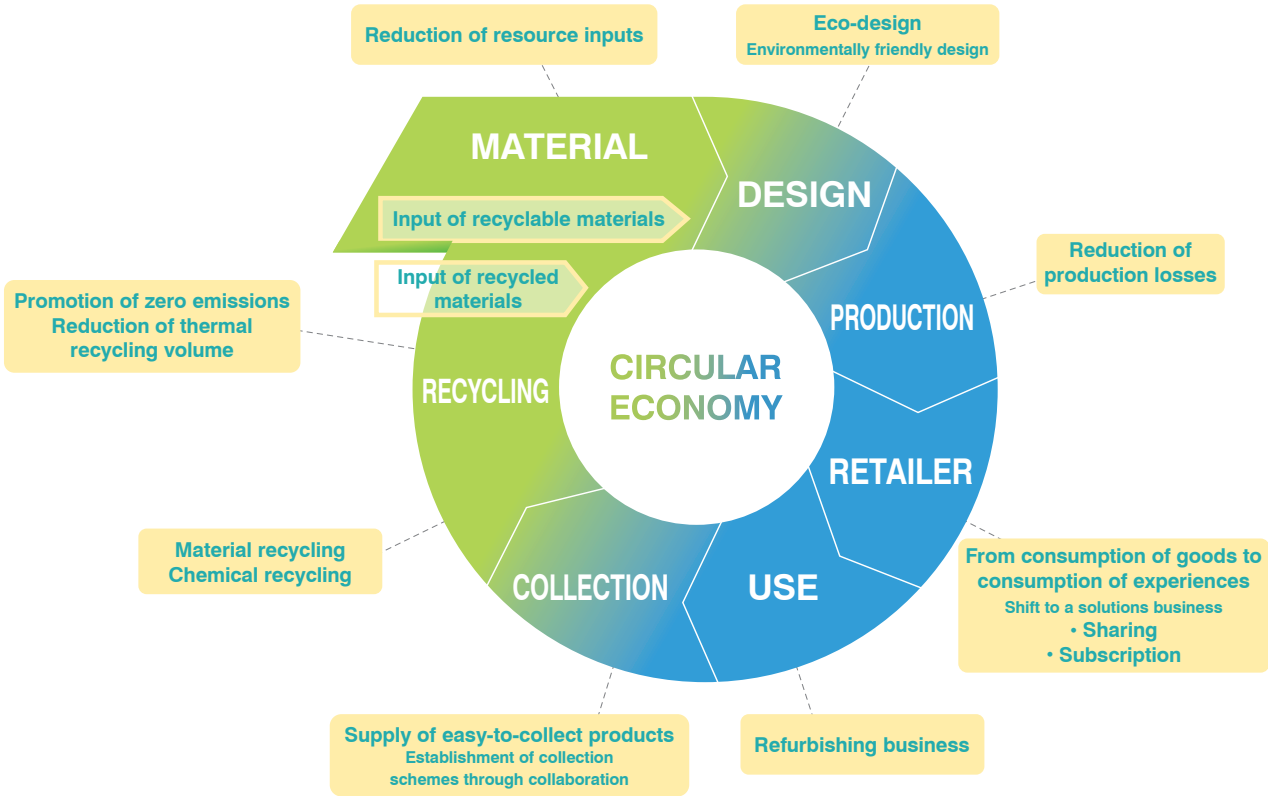 Reduction of resource inputs
Eco-design
Environmentally friendly design
MATERIAL
DESIGN
Input of recyclable materials
Input of recycled
materials
Reduction of
production losses
Promotion of zero emissions
Reduction of thermal
recycling volume
PRODUCTION
CIRCULAR
ECONOMY
RECYCLING
RETAILER
Material recycling
Chemical recycling
COLLECTION
USE
From consumption of goods to
consumption of experiences
Shift to a solutions business
• Sharing
• Subscription
Supply of easy-to-collect products
Establishment of collection
schemes through collaboration
Refurbishing business